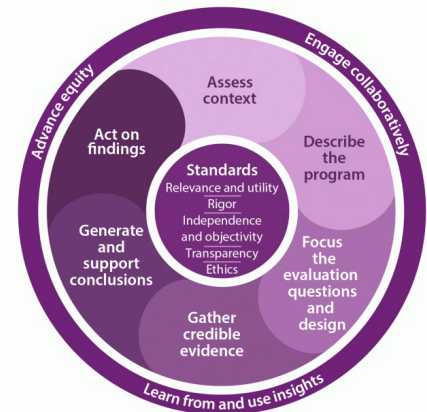 Advance equity
Engage collaboratively
Learn from and use insights
Assess
context
Describe
the
program
Focus
the
evaluation
questions
and
design
Gather
credible
evidence
Generate
and
support
conclusions
Act on
findings
Standards
Relevance and utility
Rigor
Independence
and objectivity
Transparency
Ethics